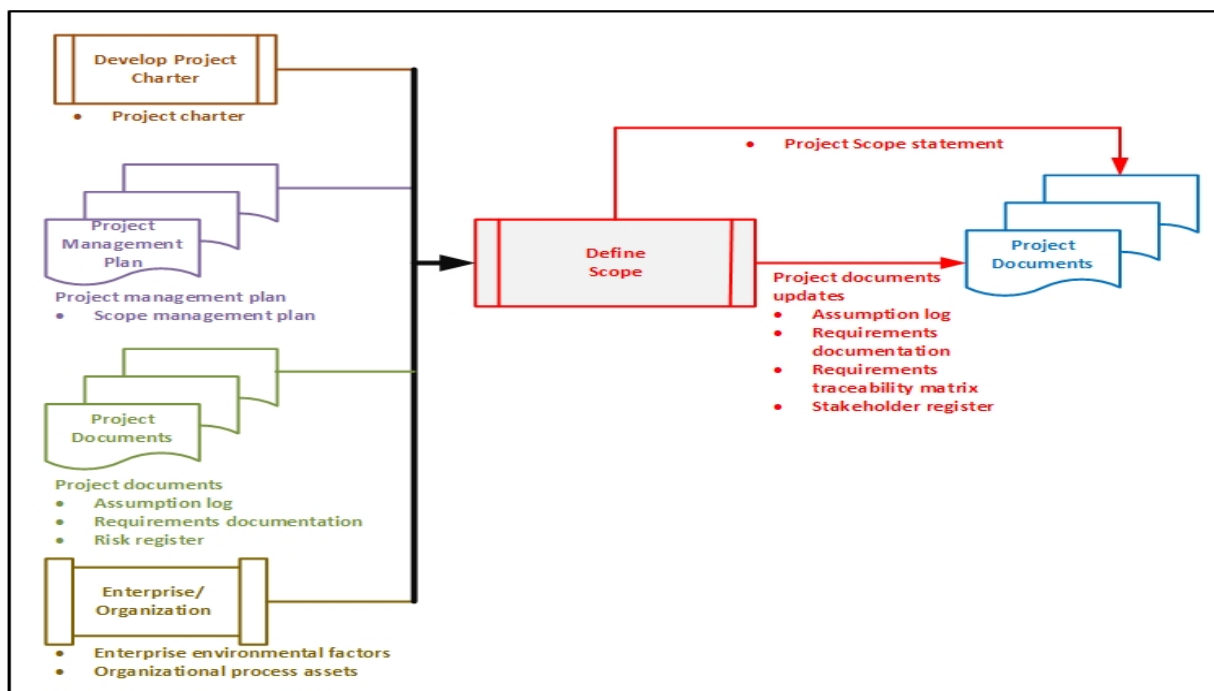 Develop Project
Charter
• Project charter
Project
Management
Plan
Project management plan
• Scope management plan
Project
Documents
Project documents
• Assumption log
• Requirements documentation
• Risk register
Enterprise/
Organization
• Enterprise environmental factors
• Organizational process assets
Define
Scope
• Project Scope statement
Project documents
updates
• Assumption log
• Requirements
documentation
• Requirements
traceability matrix
• Stakeholder register
Project
Documents